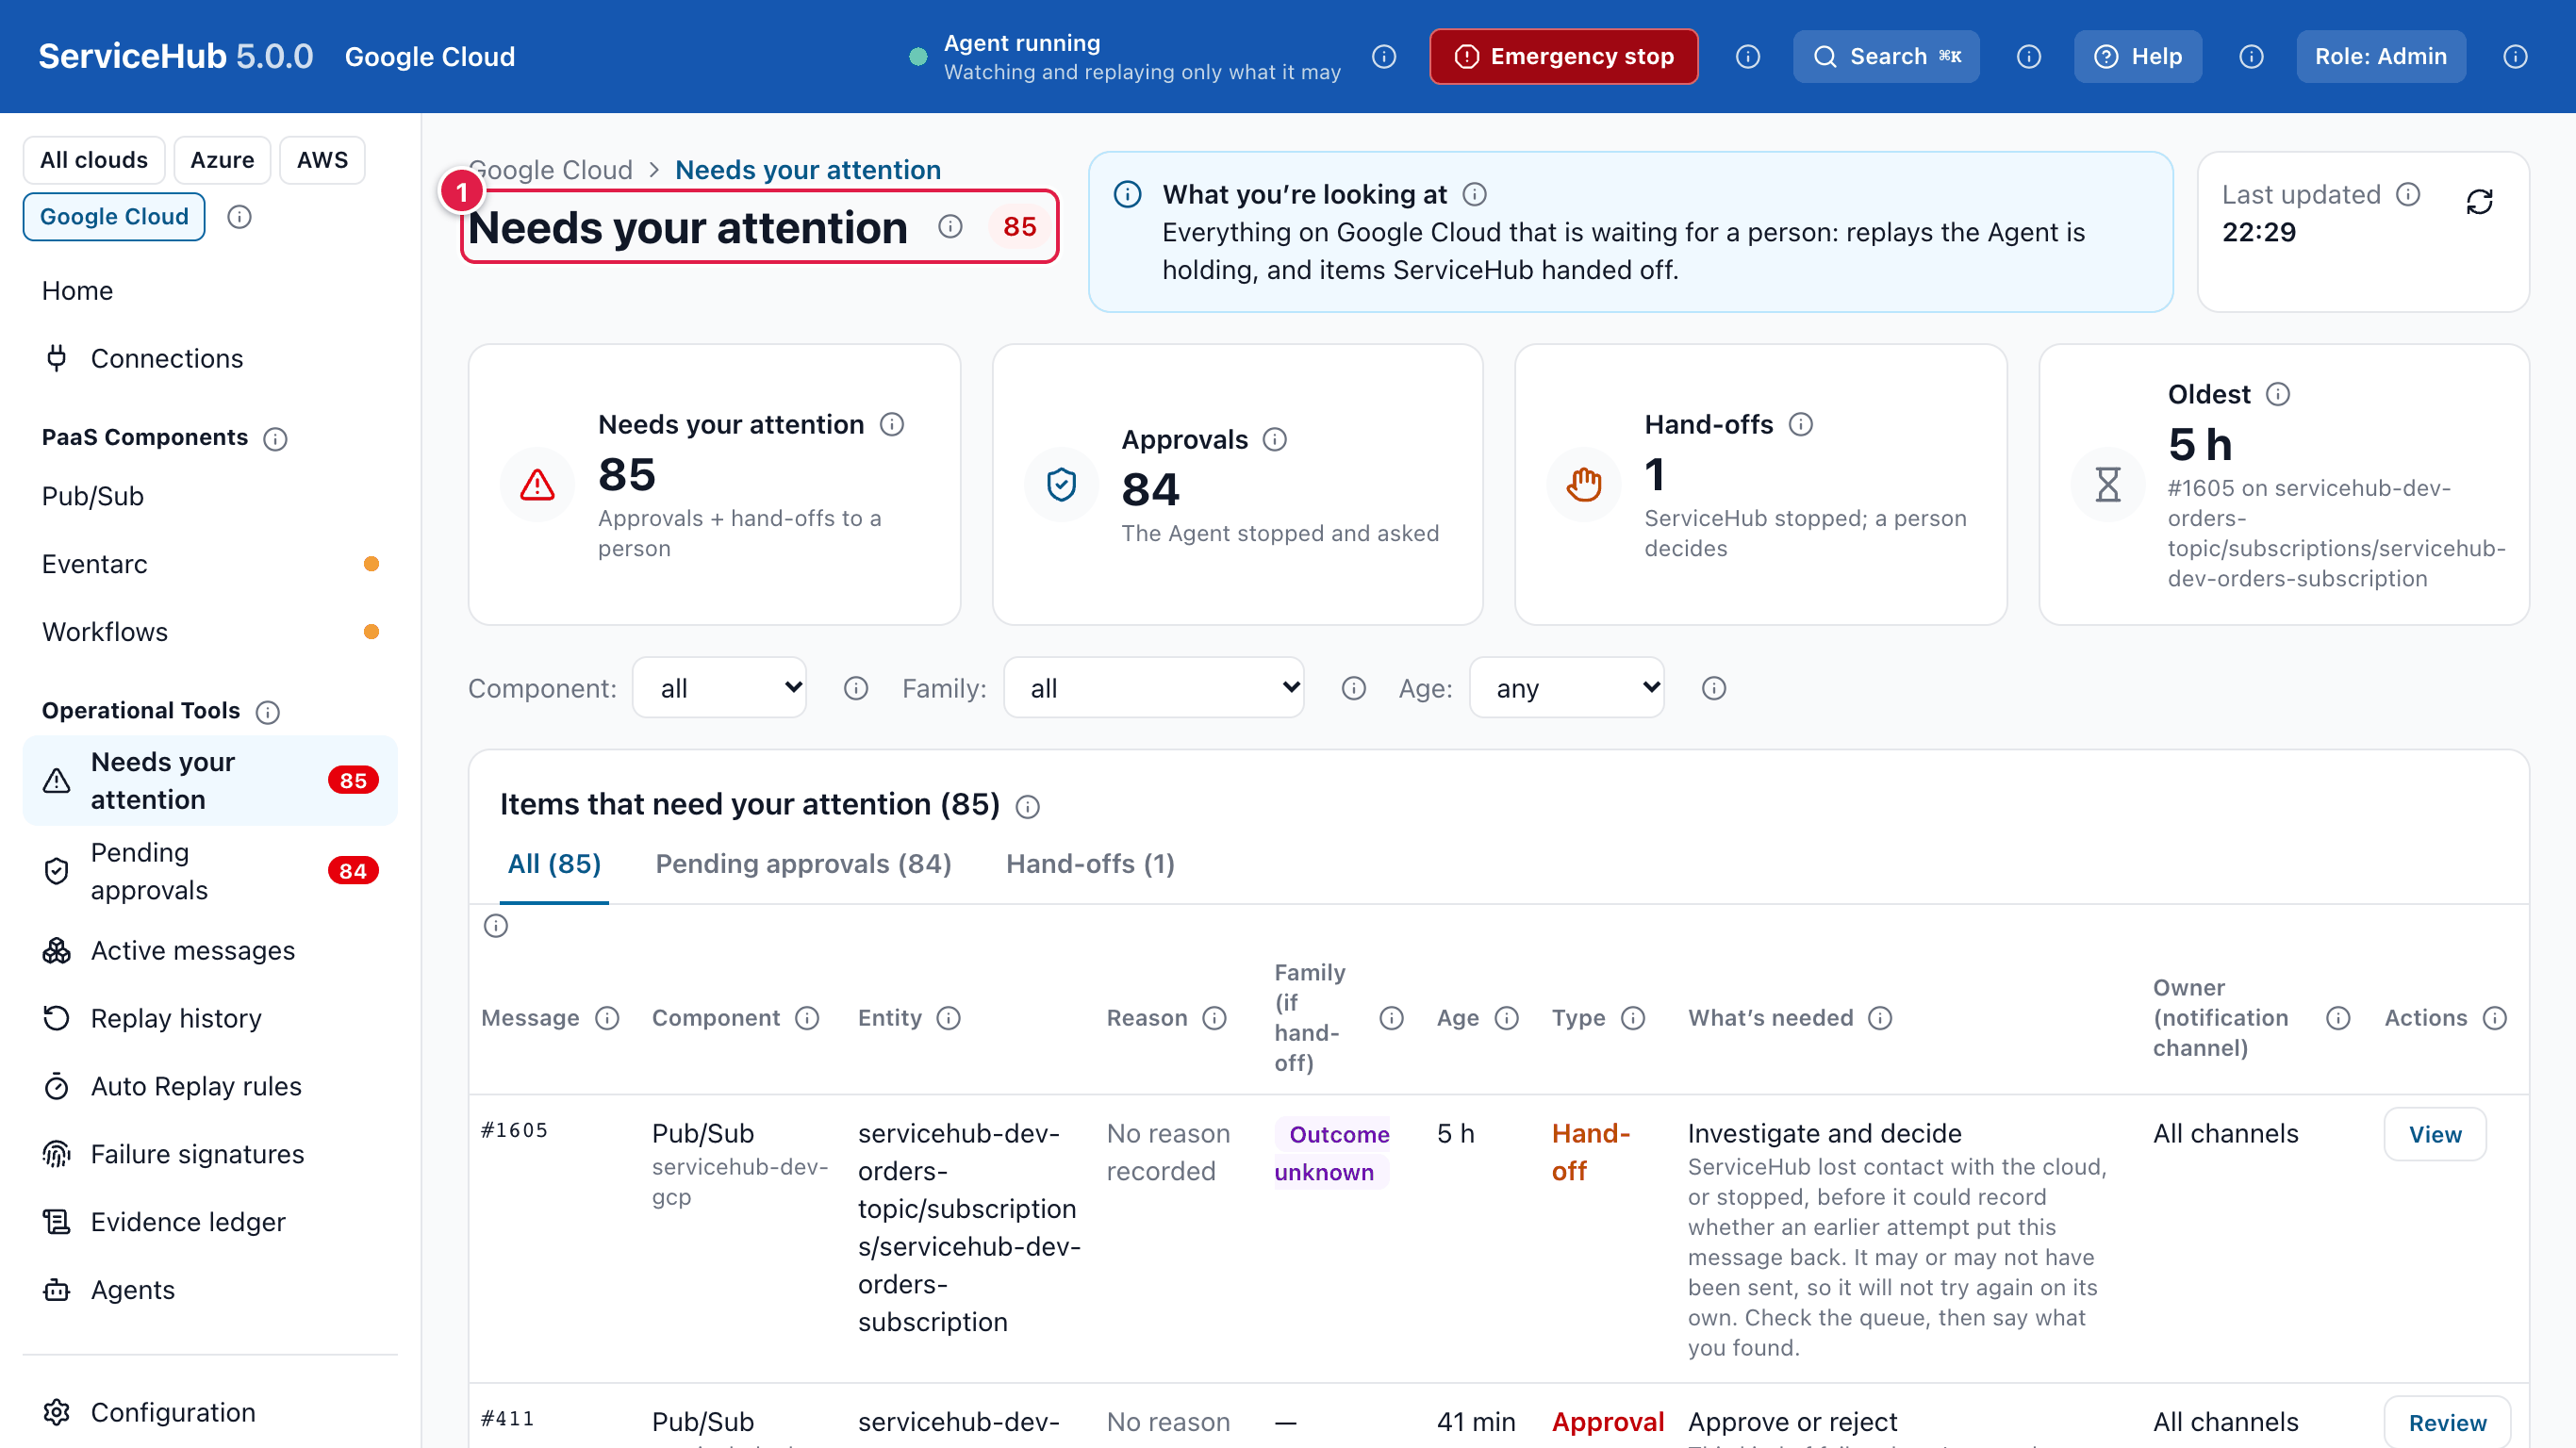 ServiceHub 5.0.0 Google Cloud
Agent running
Watching and replaying only what it may
Emergency stop
Search ⌘K
Help
Role: Admin
All clouds
Azure
AWS
Google Cloud
Home
Connections
PaaS Components
Pub/Sub
Eventarc
Workflows
Operational Tools
Needs your
attention
85
Pending
approvals
84
Active messages
Replay history
Auto Replay rules
Failure signatures
Evidence ledger
Agents
Configuration
Google Cloud > Needs your attention
1
Needs your attention 85
What you’re looking at
Everything on Google Cloud that is waiting for a person: replays the Agent is
holding, and items ServiceHub handed off.
Last updated
22:29
Needs your attention
85
Approvals + hand-offs to a
person
Approvals
84
The Agent stopped and asked
Hand-offs
1
ServiceHub stopped; a person
decides
Oldest
5 h
#1605 on servicehub-dev-
orders-
topic/subscriptions/servicehub-
dev-orders-subscription
Component: all
Family: all
Age: any
Items that need your attention (85)
All (85)
Pending approvals (84)
Hand-offs (1)
Message
Component
Entity
Reason
Family
(if
hand-
off)
Age
Type
What’s needed
Owner
(notification
channel)
Actions
#1605
Pub/Sub
servicehub-dev-
gcp
servicehub-dev-
orders-
topic/subscription
s/servicehub-dev-
orders-
subscription
No reason
recorded
Outcome
unknown
5 h
Hand-
off
Investigate and decide
ServiceHub lost contact with the cloud,
or stopped, before it could record
whether an earlier attempt put this
message back. It may or may not have
been sent, so it will not try again on its
own. Check the queue, then say what
you found.
All channels
View
#411
Pub/Sub
servicehub-dev-
No reason
—
41 min
Approval
Approve or reject
All channels
Review